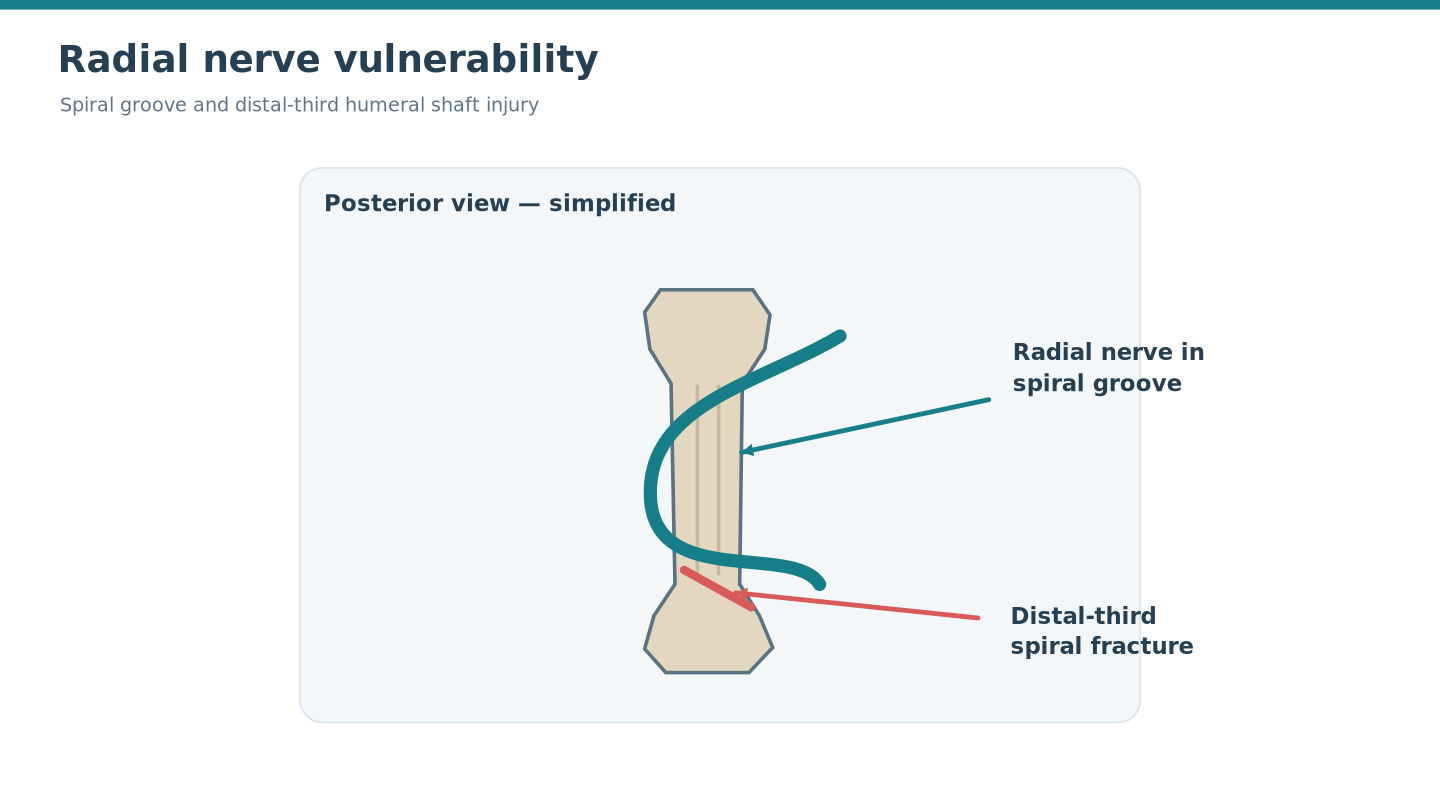 Radial nerve vulnerability
Spiral groove and distal-third humeral shaft injury
Posterior view — simplified
Radial nerve in
spiral groove
Distal-third
spiral fracture